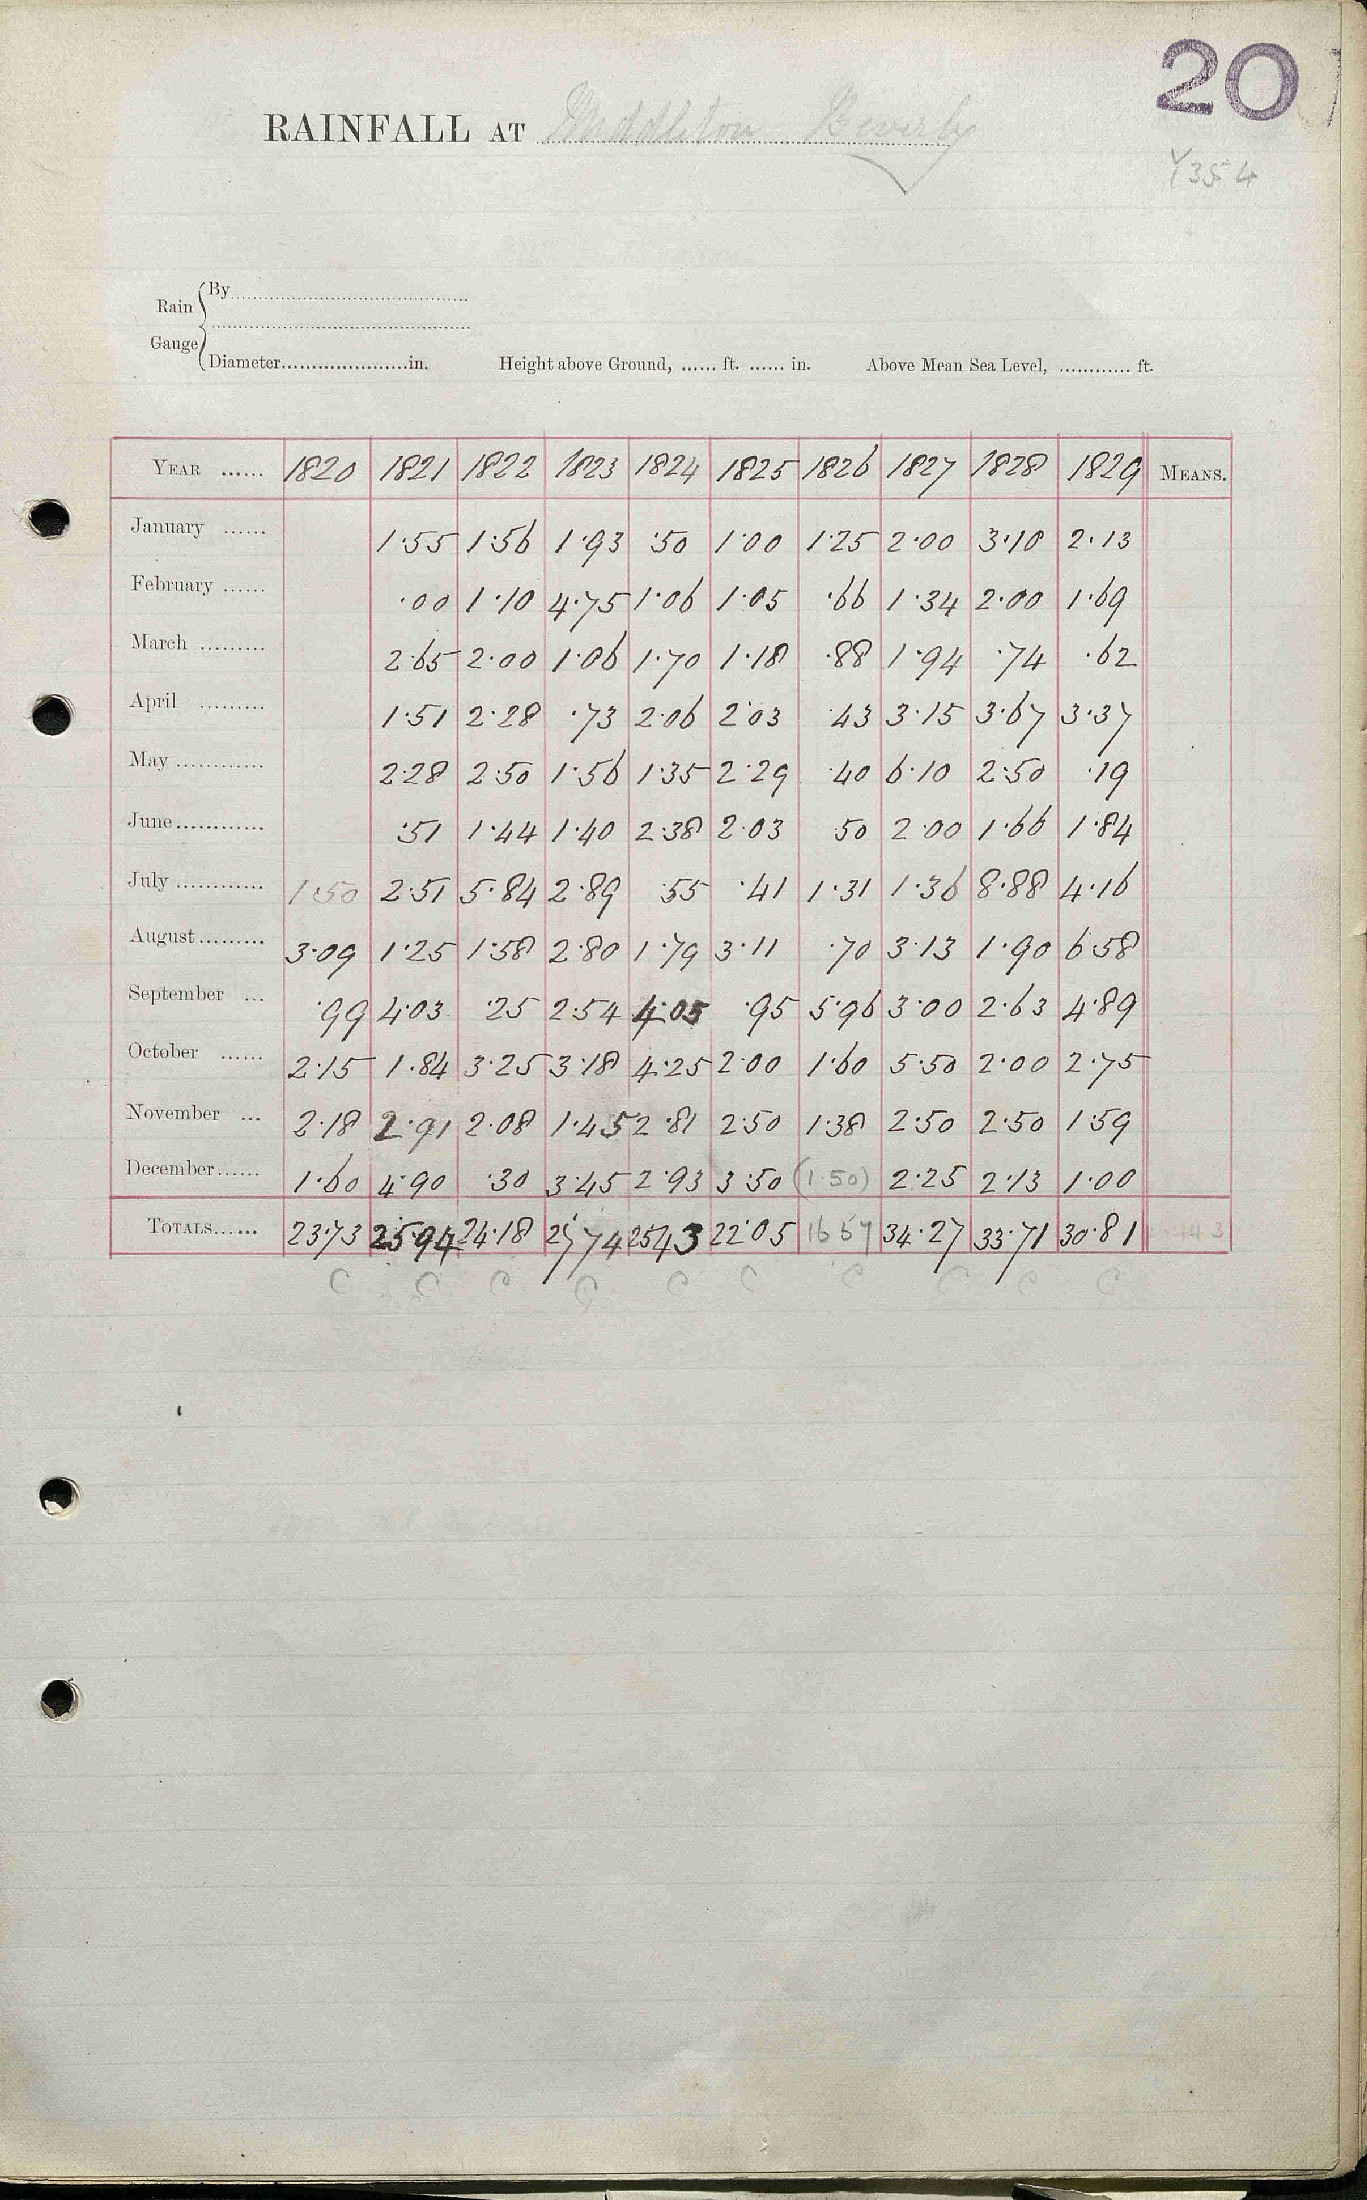 20
RAINFALL AT Middleton Beverly
Y354
Rain Gauge { By
Diameter in. Height above Ground, ...... ft. ...... in. Above Mean Sea Level, ............ ft.
YEAR ...... 1820 1821 1822 1823 1824 1825 1826 1827 1828 1829 MEANS.
January ...... 1.55 1.56 1.93 .50 1.00 1.25 2.00 3.10 2.13
February ...... .00 1.10 4.75 1.06 1.05 .66 1.34 2.00 1.69
March ......... 2.65 2.00 1.06 1.70 1.18 .88 1.94 .74 .62
April ......... 1.51 2.28 .73 2.06 2.03 .43 3.15 3.67 3.37
May ............ 2.28 2.50 1.56 1.35 2.29 .40 6.10 2.50 .19
June ............ .51 1.44 1.40 2.38 2.03 .50 2.00 1.66 1.84
July ............ 1.50 2.51 5.84 2.89 .55 .41 1.31 1.36 8.88 4.16
August ......... 3.09 1.25 1.58 2.80 1.79 3.11 .70 3.13 1.90 6.58
September ... .99 4.03 .25 2.54 4.05 .95 5.96 3.00 2.63 4.89
October ...... 2.15 1.84 3.25 3.18 4.25 2.00 1.60 5.50 2.00 2.75
November ... 2.18 2.91 2.08 1.45 2.81 2.50 1.38 2.50 2.50 1.59
December ...... 1.60 4.90 .30 3.45 2.93 3.50 (1.50) 2.25 2.13 1.00
TOTALS ...... 23.73 25.94 24.18 27.74 25.43 22.05 16.57 34.27 33.71 30.81
C C C C C C C C C C